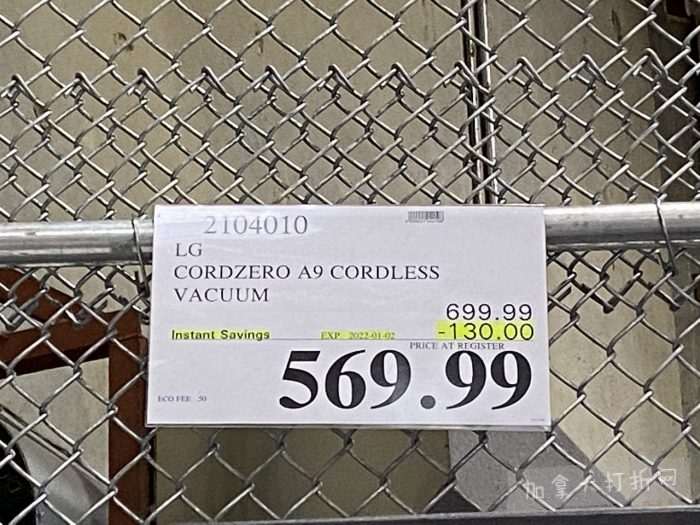 2104010
LG
CORDZERO A9 CORDLESS
VACUUM
699.99
Instant Savings EXP. 2022-01-02 -130.00
PRICE AT REGISTER
569.99
ECO FEE .50
加拿大打折网